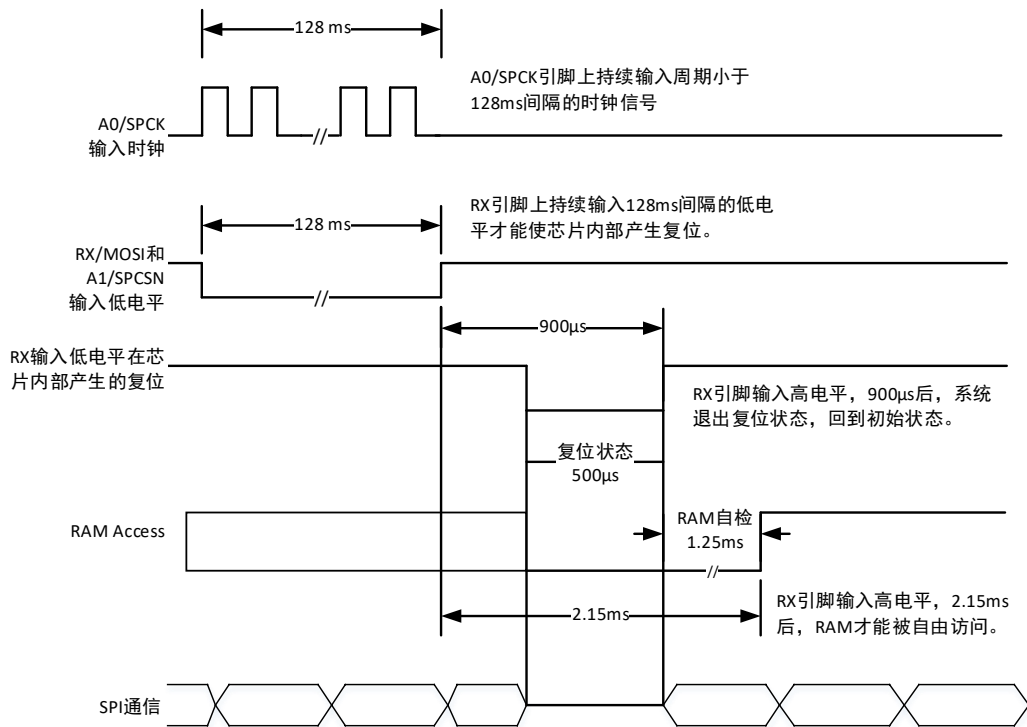 128 ms
A0/SPCK引脚上持续输入周期小于
128ms间隔的时钟信号
A0/SPCK
输入时钟
//
128 ms
RX引脚上持续输入128ms间隔的低电
平才能使芯片内部产生复位。
RX/MOSI和
A1/SPCSN
输入低电平
//
900μs
RX输入低电平在芯
片内部产生的复位
RX引脚输入高电平，900μs后，系统
退出复位状态，回到初始状态。
复位状态
500μs
RAM Access
RAM自检
1.25ms
//
2.15ms
RX引脚输入高电平，2.15ms
后，RAM才能被自由访问。
SPI通信